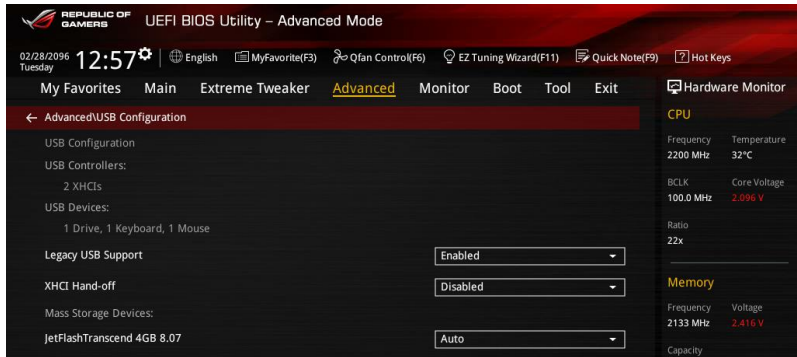 REPUBLIC OF
GAMERS
UEFI BIOS Utility – Advanced Mode
02/28/2096
Tuesday
12:57
English
MyFavorite(F3)
Qfan Control(F6)
EZ Tuning Wizard(F11)
Quick Note(F9)
? Hot Keys
My Favorites
Main
Extreme Tweaker
Advanced
Monitor
Boot
Tool
Exit
Hardware Monitor
← Advanced\USB Configuration
USB Configuration
USB Controllers:
2 XHCIs
USB Devices:
1 Drive, 1 Keyboard, 1 Mouse
Legacy USB Support
Enabled
XHCI Hand-off
Disabled
Mass Storage Devices:
JetFlashTranscend 4GB 8.07
Auto
CPU
Frequency
Temperature
2200 MHz
32°C
BCLK
Core Voltage
100.0 MHz
2.096 V
Ratio
22x
Memory
Frequency
Voltage
2133 MHz
2.416 V
Capacity